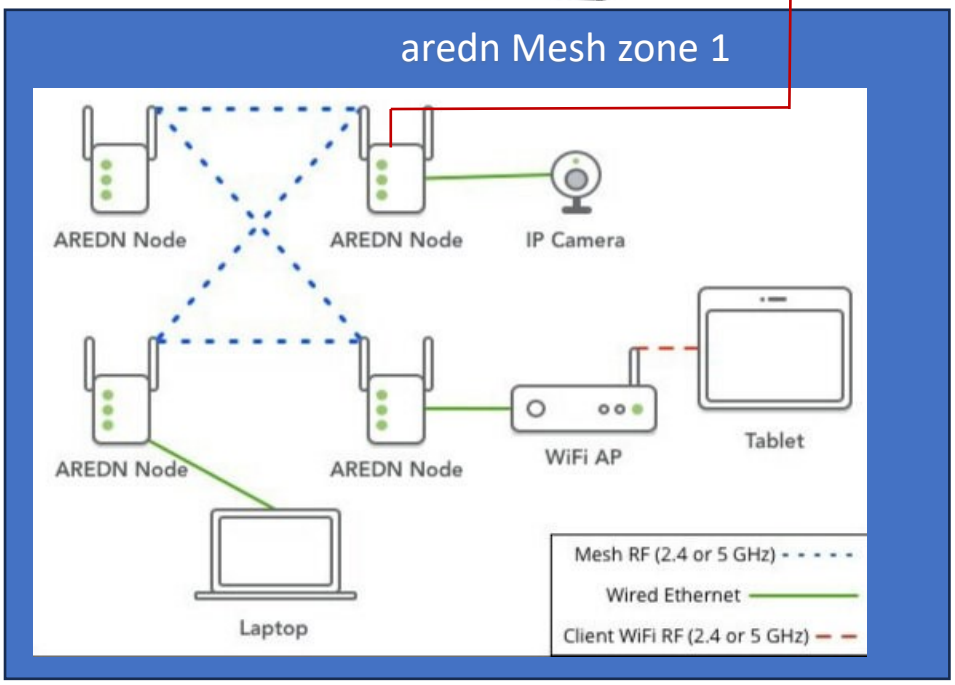 aredn Mesh zone 1
AREDN Node
AREDN Node
IP Camera
AREDN Node
AREDN Node
WiFi AP
Tablet
Laptop
Mesh RF (2.4 or 5 GHz)
Wired Ethernet
Client WiFi RF (2.4 or 5 GHz)